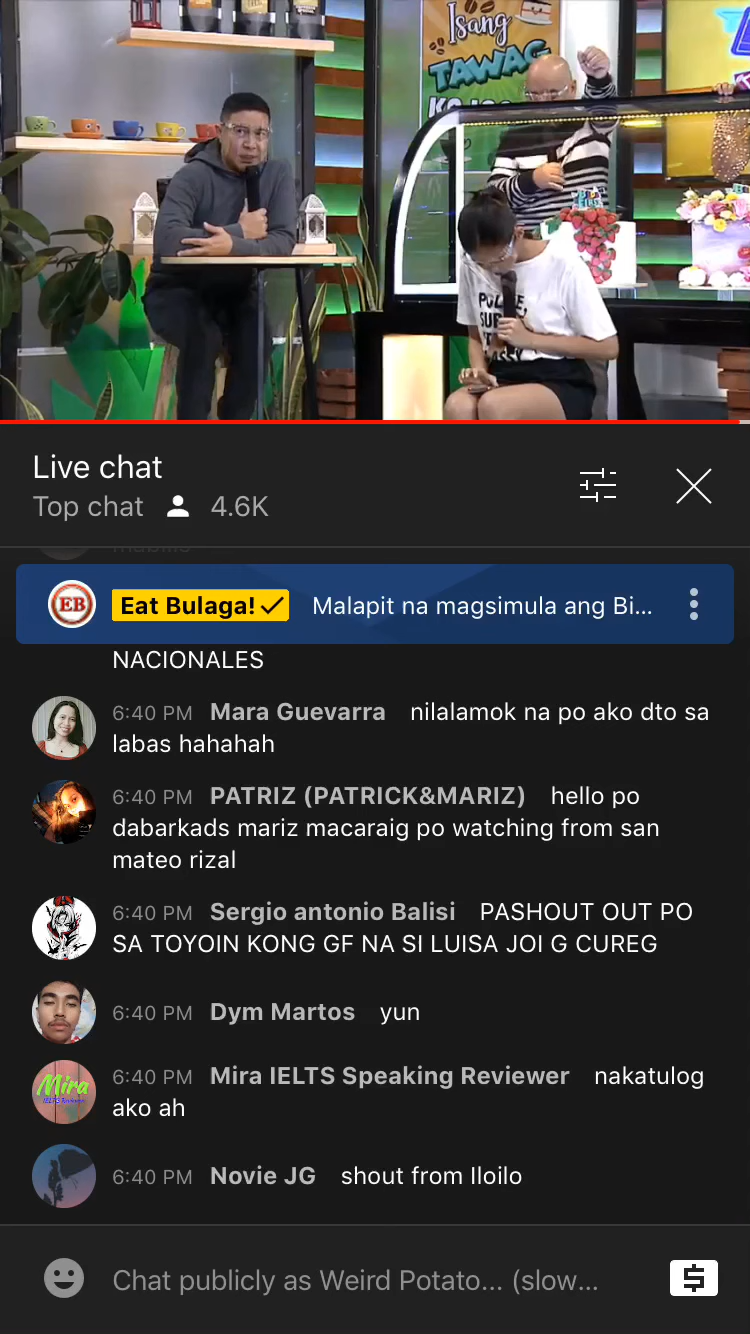 Isang
TAWAG
Live chat
Top chat 4.6K
EB Eat Bulaga! Malapit na magsimula ang Bi...
NACIONALES
6:40 PM Mara Guevarra nilalamok na po ako dto sa
labas hahahah
6:40 PM PATRIZ (PATRICK&MARIZ) hello po
dabarkads mariz macaraig po watching from san
mateo rizal
6:40 PM Sergio antonio Balisi PASHOUT OUT PO
SA TOYOIN KONG GF NA SI LUISA JOI G CUREG
6:40 PM Dym Martos yun
Mira
6:40 PM Mira IELTS Speaking Reviewer nakatulog
ako ah
6:40 PM Novie JG shout from Iloilo
Chat publicly as Weird Potato... (slow...
$